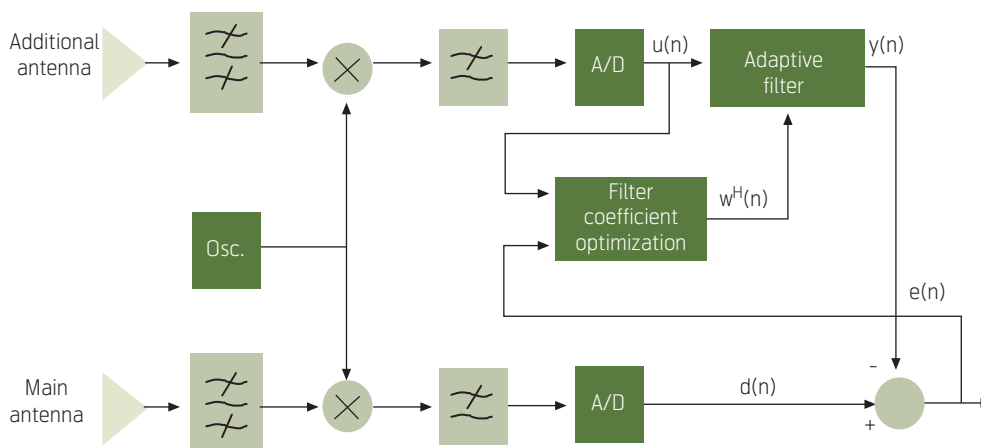 Additional
antenna
A/D
u(n)
Adaptive
filter
y(n)
Filter
coefficient
optimization
w^H(n)
Osc.
e(n)
Main
antenna
A/D
d(n)
-
+